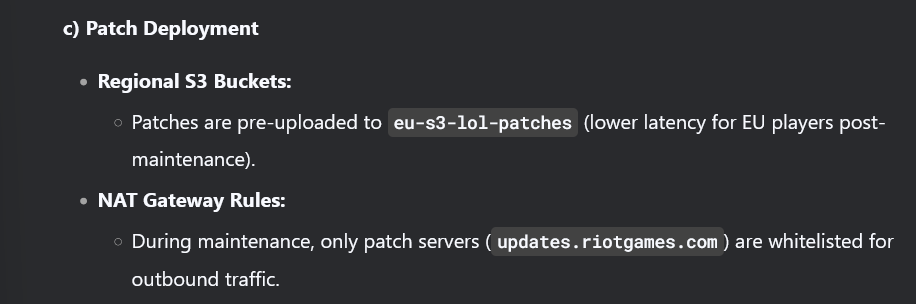 c) Patch Deployment
Regional S3 Buckets:
Patches are pre-uploaded to eu-s3-lol-patches (lower latency for EU players post-
maintenance).
NAT Gateway Rules:
During maintenance, only patch servers (updates.riotgames.com) are whitelisted for
outbound traffic.